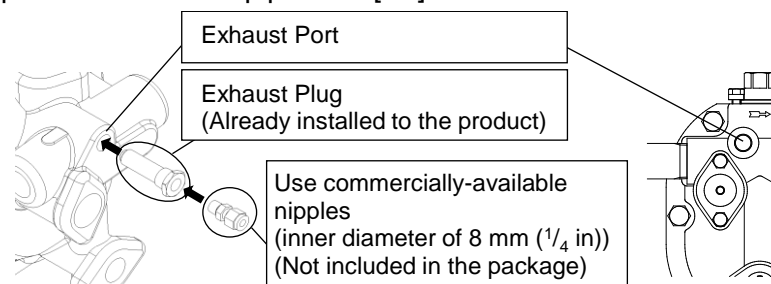 Exhaust Port
Exhaust Plug
(Already installed to the product)
Use commercially-available
nipples
(inner diameter of 8 mm (1/4 in))
(Not included in the package)